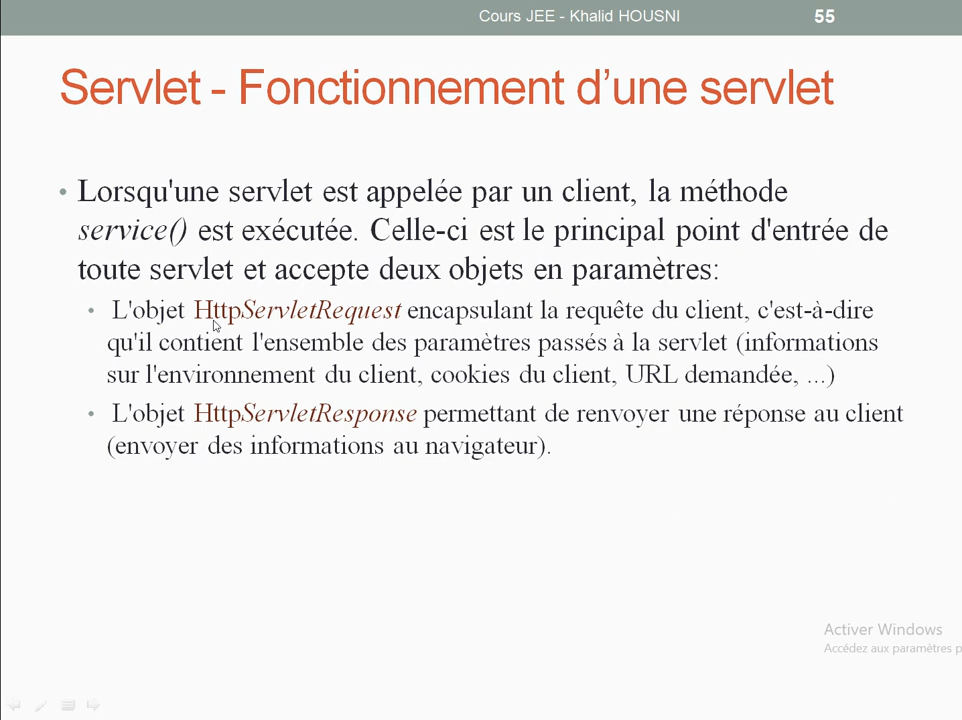 Cours JEE - Khalid HOUSNI 55
Servlet - Fonctionnement d’une servlet
• Lorsqu'une servlet est appelée par un client, la méthode
service() est exécutée. Celle-ci est le principal point d'entrée de
toute servlet et accepte deux objets en paramètres:
• L'objet HttpServletRequest encapsulant la requête du client, c'est-à-dire
qu'il contient l'ensemble des paramètres passés à la servlet (informations
sur l'environnement du client, cookies du client, URL demandée, ...)
• L'objet HttpServletResponse permettant de renvoyer une réponse au client
(envoyer des informations au navigateur).
Activer Windows
Accédez aux paramètres p